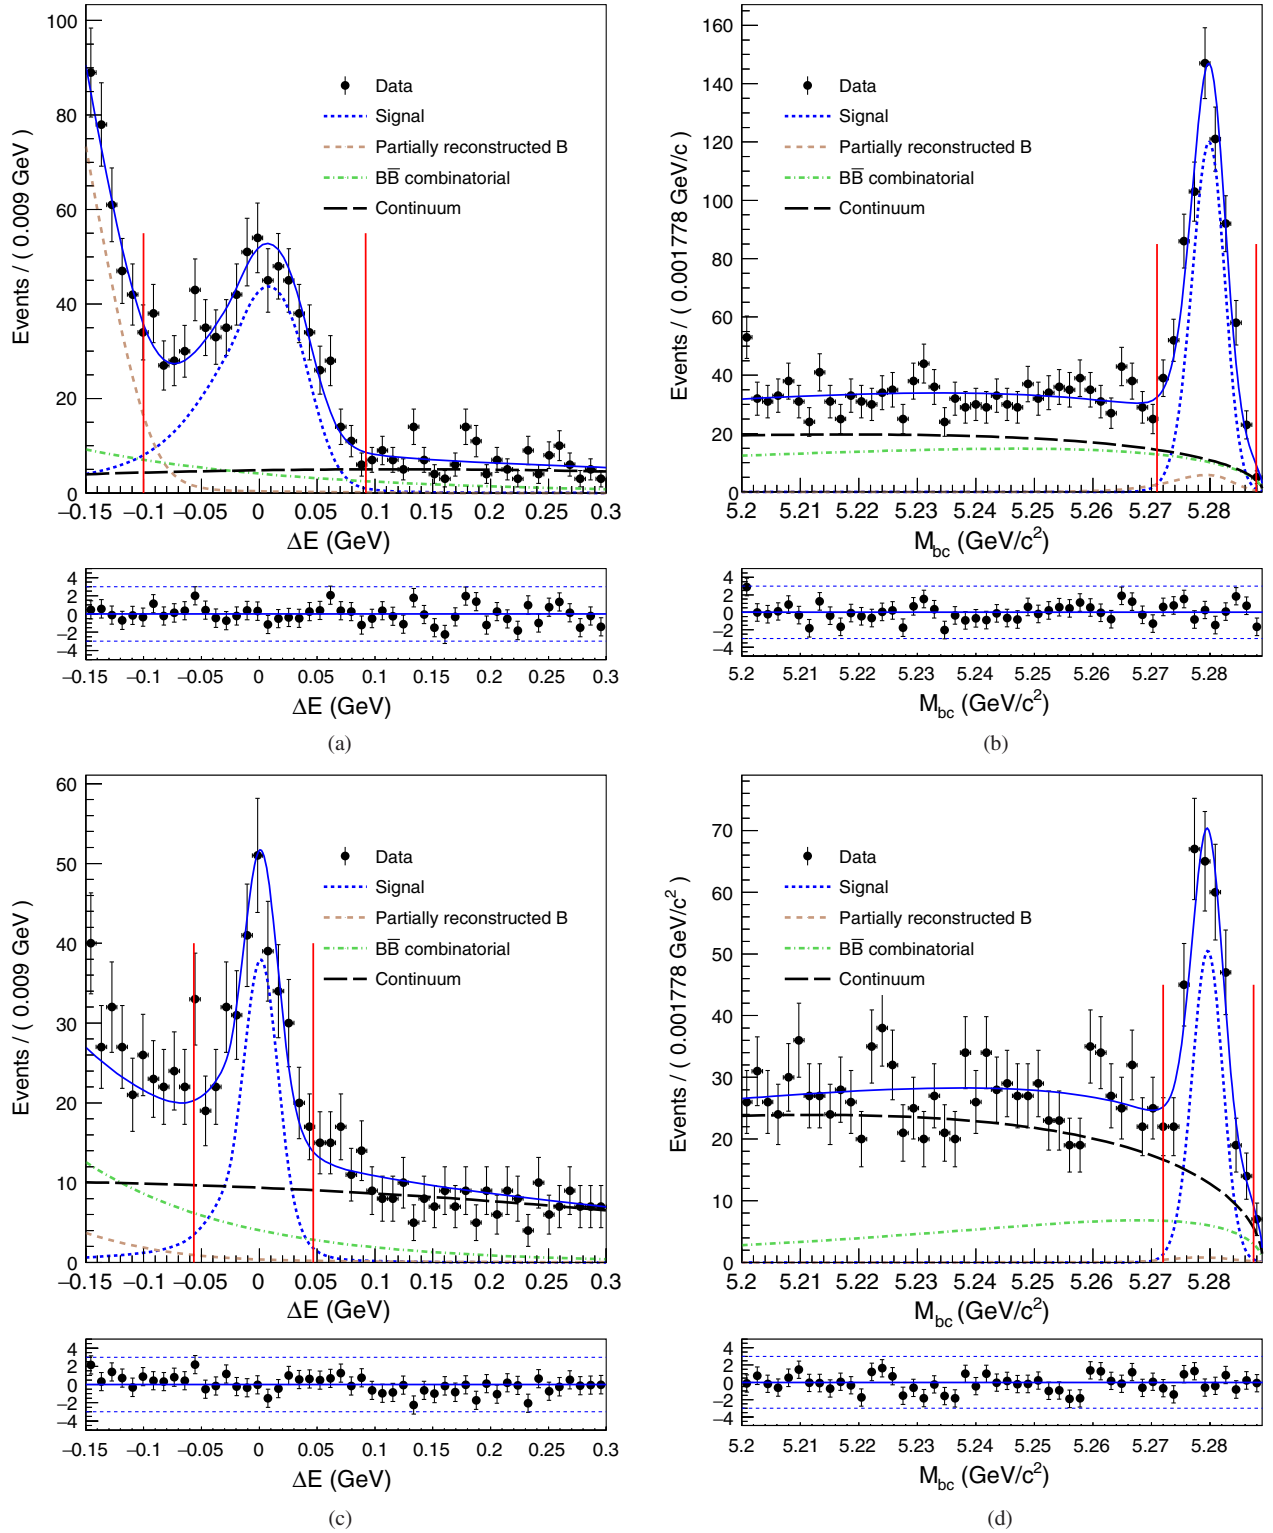 100
80
60
40
20
0
Events / ( 0.009 GeV)
Data
Signal
Partially reconstructed B
BB̅ combinatorial
Continuum
−0.15 −0.1 −0.05 0 0.05 0.1 0.15 0.2 0.25 0.3
ΔE (GeV)
4
2
0
−2
−4
−0.15 −0.1 −0.05 0 0.05 0.1 0.15 0.2 0.25 0.3
ΔE (GeV)
(a)
160
140
120
100
80
60
40
20
0
Events / ( 0.001778 GeV/c )
Data
Signal
Partially reconstructed B
BB̅ combinatorial
Continuum
5.2 5.21 5.22 5.23 5.24 5.25 5.26 5.27 5.28
M_bc (GeV/c²)
4
2
0
−2
−4
5.2 5.21 5.22 5.23 5.24 5.25 5.26 5.27 5.28
M_bc (GeV/c²)
(b)
60
50
40
30
20
10
0
Events / ( 0.009 GeV)
Data
Signal
Partially reconstructed B
BB̅ combinatorial
Continuum
−0.15 −0.1 −0.05 0 0.05 0.1 0.15 0.2 0.25 0.3
ΔE (GeV)
4
2
0
−2
−4
−0.15 −0.1 −0.05 0 0.05 0.1 0.15 0.2 0.25 0.3
ΔE (GeV)
(c)
70
60
50
40
30
20
10
0
Events / ( 0.001778 GeV/c²)
Data
Signal
Partially reconstructed B
BB̅ combinatorial
Continuum
5.2 5.21 5.22 5.23 5.24 5.25 5.26 5.27 5.28
M_bc (GeV/c²)
4
2
0
−2
−4
5.2 5.21 5.22 5.23 5.24 5.25 5.26 5.27 5.28
M_bc (GeV/c²)
(d)